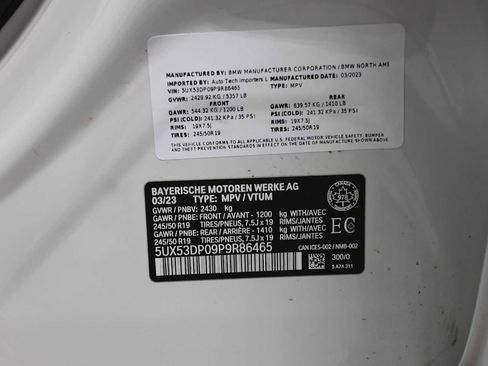 MANUFACTURED BY: BMW MANUFACTURER CORPORATION / BMW NORTH AME
IMPORTED BY: Auto Tech Importers L MANUFACTURED DATE: 03/2023
VIN: 5UX53DP09P9R86465 TYPE: MPV
GVWR: 2429.92 KG / 5357 LB
FRONT REAR
GAWR: 544.32 KG / 1200 LB GAWR: 639.57 KG / 1410 LB
PSI (COLD): 241.32 KPa / 35 PSI PSI (COLD): 241.32 KPa / 35 PSI
RIMS: 19X7.5J RIMS: 19X7.5J
TIRES: 245/50R19 TIRES: 245/50R19
THIS VEHICLE CONFORMS TO ALL APPLICABLE U.S. FEDERAL MOTOR VEHICLE SAFETY, BUMPER, AND
THEFT PREVENTION STANDARDS IN EFFECT ON THE DATE OF MANUFACTURE SHOWN ABOVE.
BAYERISCHE MOTOREN WERKE AG
03/23 TYPE: MPV / VTUM
GVWR / PNBV: 2430 kg
GAWR / PNBE: FRONT / AVANT - 1200 kg WITH/AVEC
245/50 R19 TIRES/PNEUS, 7.5J x 19 RIMS/JANTES
GAWR / PNBE: REAR / ARRIÈRE - 1410 kg WITH/AVEC
245/50 R19 TIRES/PNEUS, 7.5J x 19 RIMS/JANTES
5UX53DP09P9R86465
CANADA
978
EC
CAN ICES-002 / NMB-002
300/0
5 A7A 311